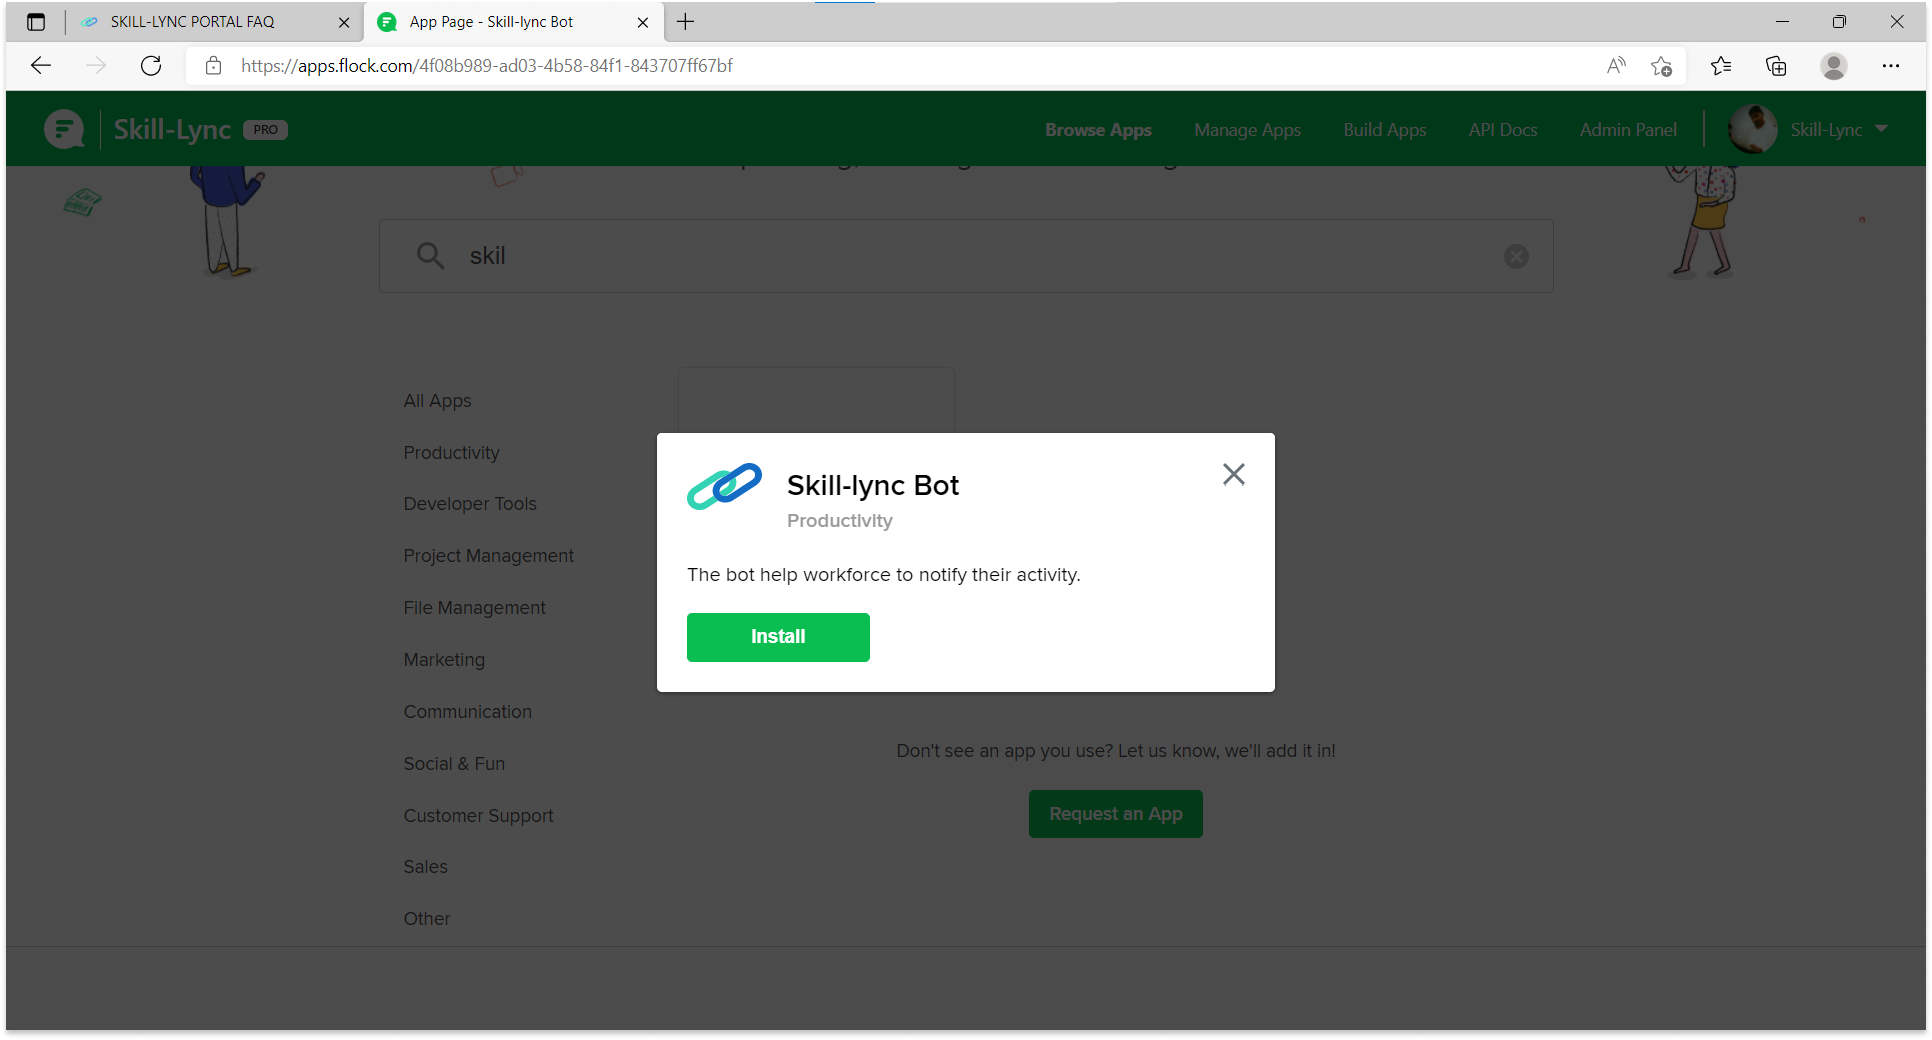 SKILL-LYNC PORTAL FAQ
App Page - Skill-lync Bot
https://apps.flock.com/4f08b989-ad03-4b58-84f1-843707ff67bf
Skill-Lync PRO
Browse Apps Manage Apps Build Apps API Docs Admin Panel Skill-Lync
skil
All Apps
Productivity
Developer Tools
Project Management
File Management
Marketing
Communication
Social & Fun
Customer Support
Sales
Other
Skill-lync Bot
Productivity
The bot help workforce to notify their activity.
Install
Don't see an app you use? Let us know, we'll add it in!
Request an App